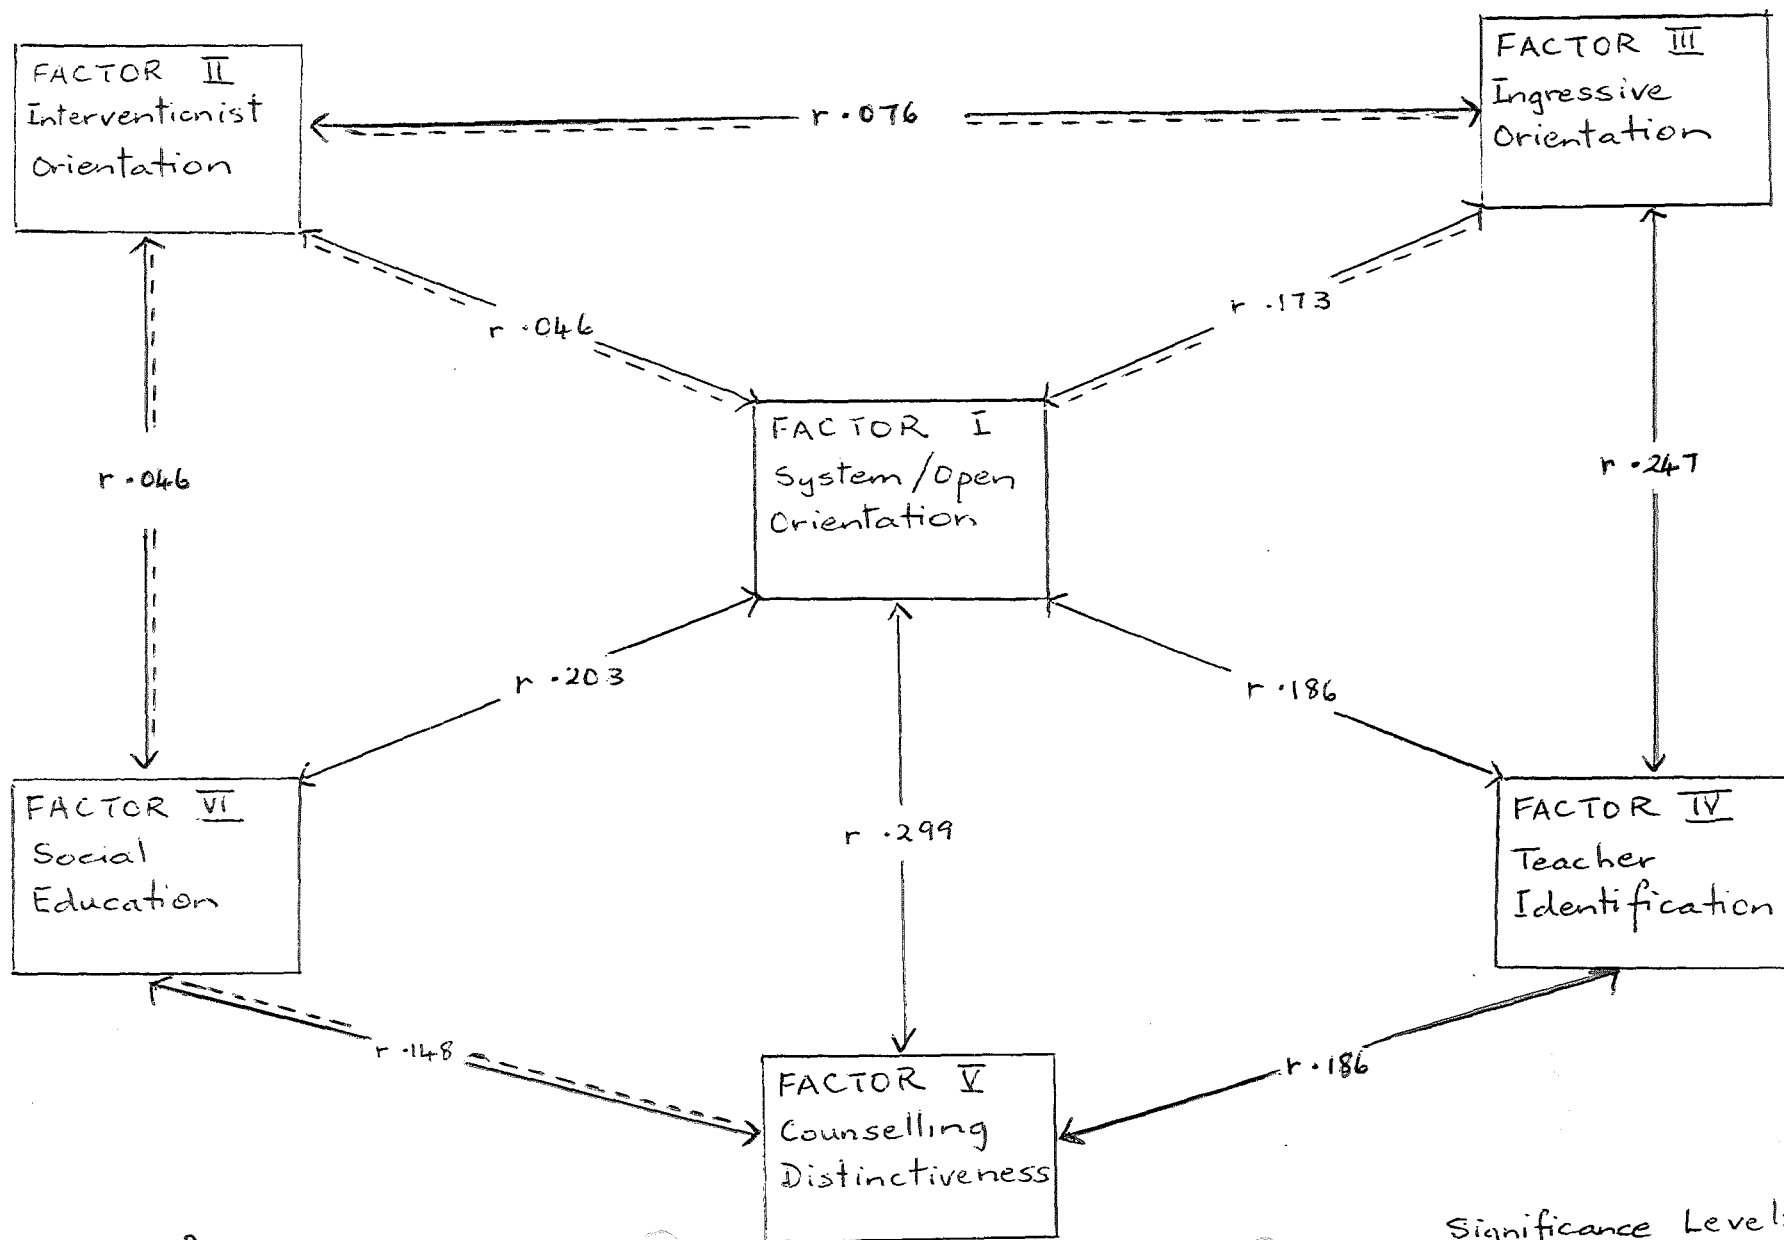 FACTOR II
Interventionist
Orientation
r .076
FACTOR III
Ingressive
Orientation
r .046
r .173
FACTOR I
System/Open
Orientation
r .046
r .247
r .203
r .186
FACTOR VI
Social
Education
r .299
FACTOR IV
Teacher
Identification
r .148
r .186
FACTOR V
Counselling
Distinctiveness
Significance Level